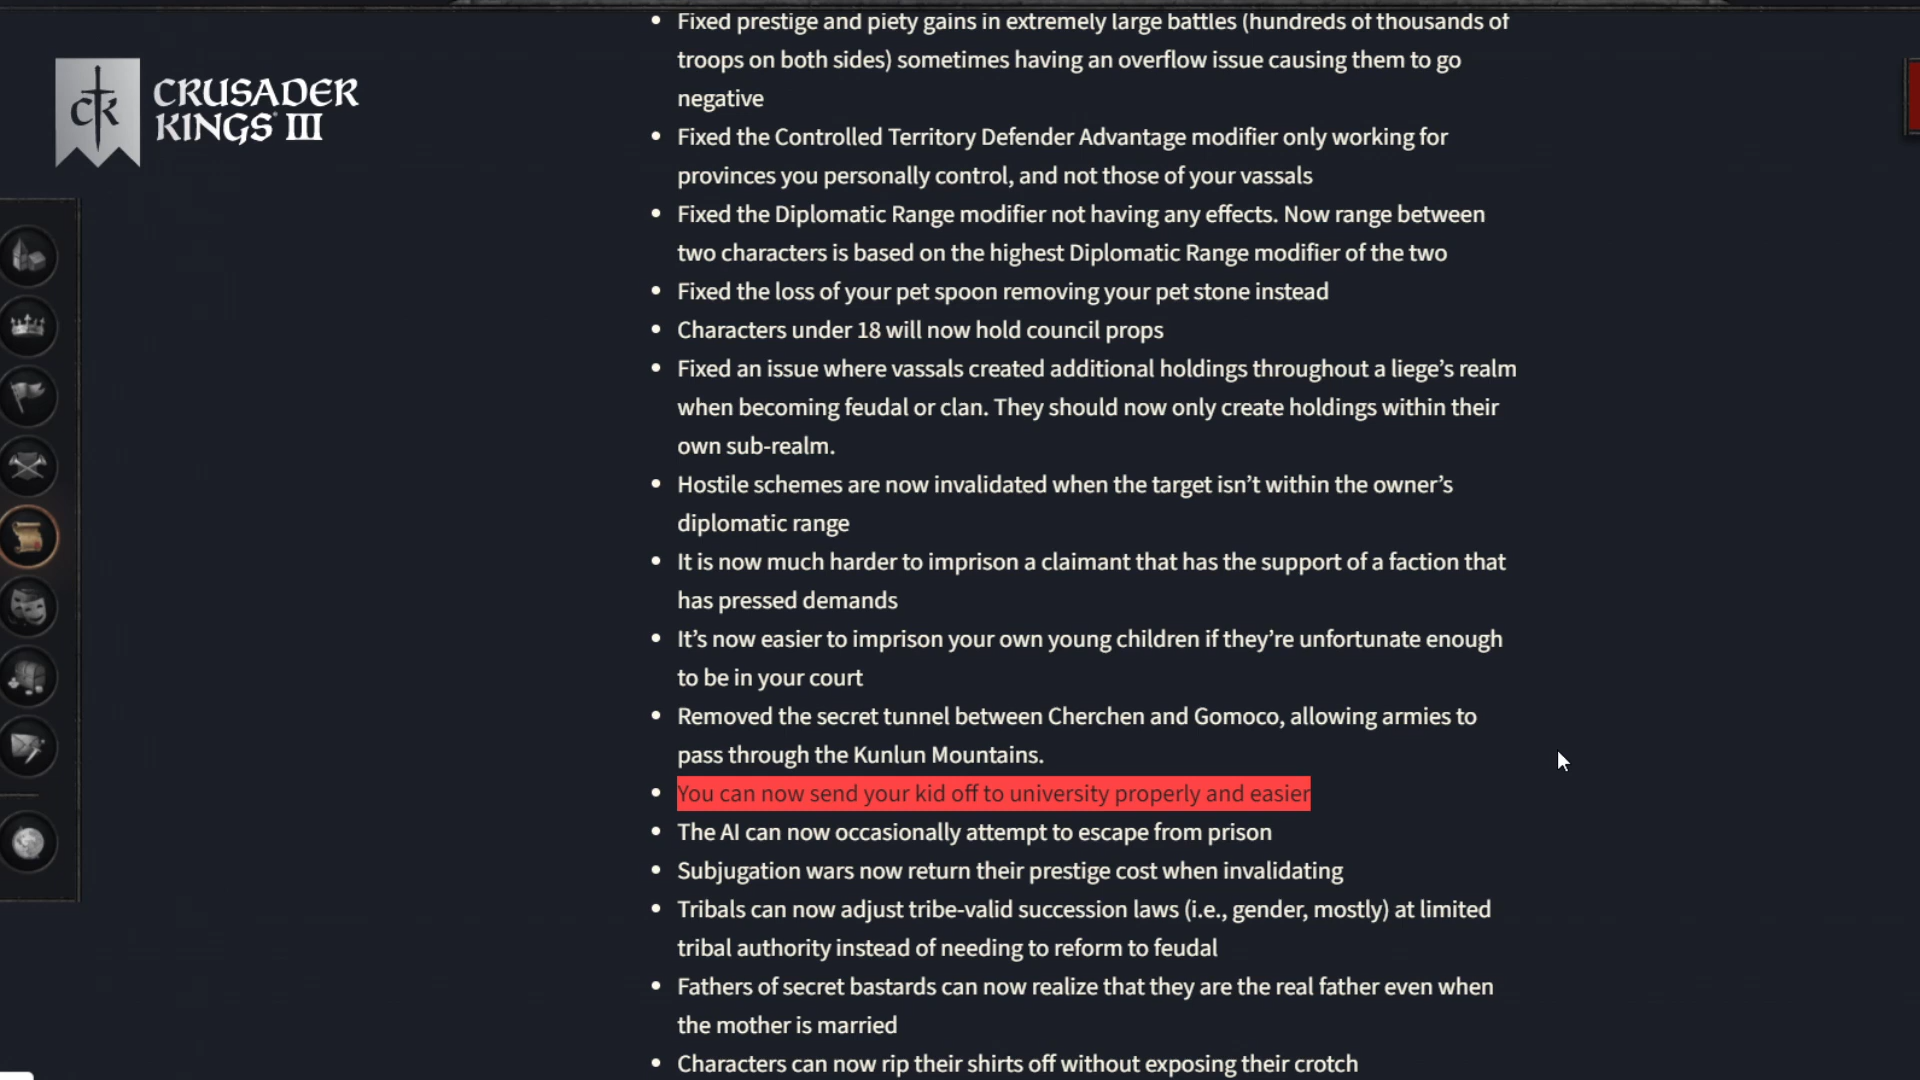 CRUSADER
KINGS III
CK
• Fixed prestige and piety gains in extremely large battles (hundreds of thousands of
troops on both sides) sometimes having an overflow issue causing them to go
negative
• Fixed the Controlled Territory Defender Advantage modifier only working for
provinces you personally control, and not those of your vassals
• Fixed the Diplomatic Range modifier not having any effects. Now range between
two characters is based on the highest Diplomatic Range modifier of the two
• Fixed the loss of your pet spoon removing your pet stone instead
• Characters under 18 will now hold council props
• Fixed an issue where vassals created additional holdings throughout a liege’s realm
when becoming feudal or clan. They should now only create holdings within their
own sub-realm.
• Hostile schemes are now invalidated when the target isn’t within the owner’s
diplomatic range
• It is now much harder to imprison a claimant that has the support of a faction that
has pressed demands
• It’s now easier to imprison your own young children if they’re unfortunate enough
to be in your court
• Removed the secret tunnel between Cherchen and Gomoco, allowing armies to
pass through the Kunlun Mountains.
• You can now send your kid off to university properly and easier
• The AI can now occasionally attempt to escape from prison
• Subjugation wars now return their prestige cost when invalidating
• Tribals can now adjust tribe-valid succession laws (i.e., gender, mostly) at limited
tribal authority instead of needing to reform to feudal
• Fathers of secret bastards can now realize that they are the real father even when
the mother is married
• Characters can now rip their shirts off without exposing their crotch